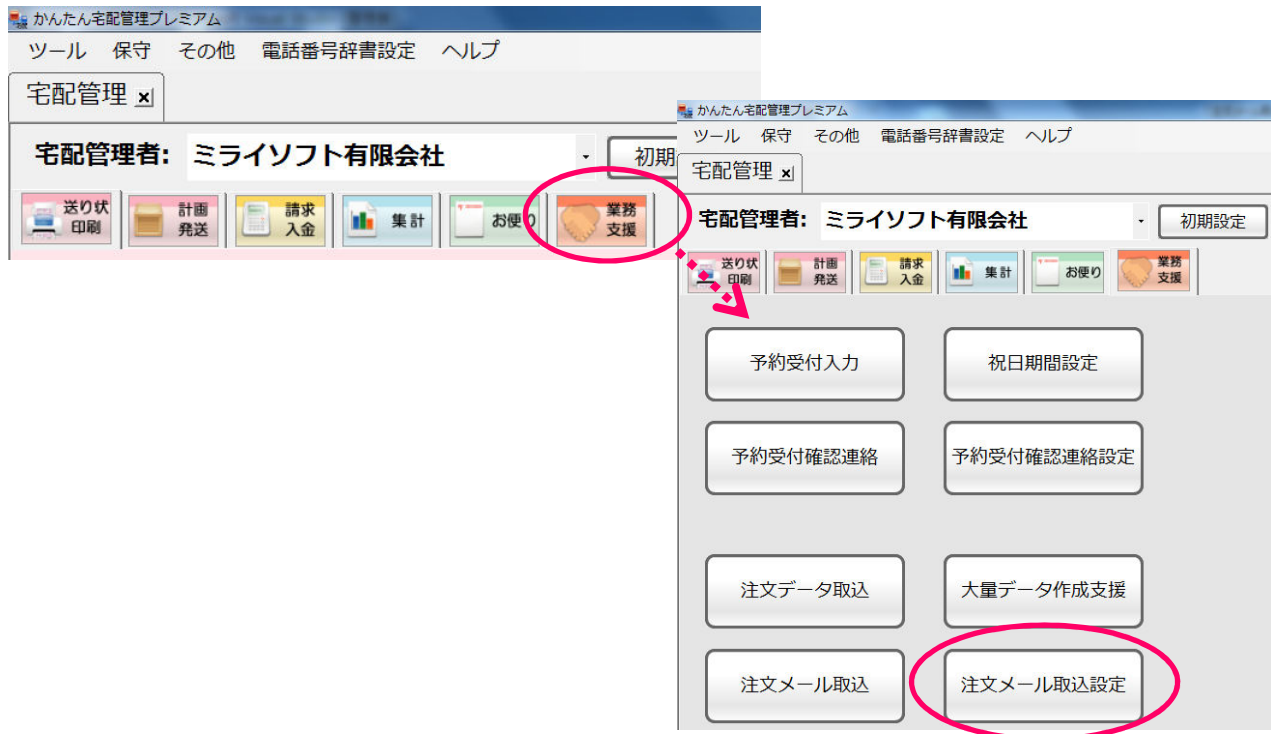 かんたん宅配管理プレミアム
ツール 保守 その他 電話番号辞書設定 ヘルプ
宅配管理 x
宅配管理者: ミライソフト有限会社 初期
送り状
印刷
計画
発送
請求
入金
集計
お便り
業務
支援
かんたん宅配管理プレミアム
ツール 保守 その他 電話番号辞書設定 ヘルプ
宅配管理 x
宅配管理者: ミライソフト有限会社 初期設定
送り状
印刷
計画
発送
請求
入金
集計
お便り
業務
支援
予約受付入力 祝日期間設定
予約受付確認連絡 予約受付確認連絡設定
注文データ取込 大量データ作成支援
注文メール取込 注文メール取込設定